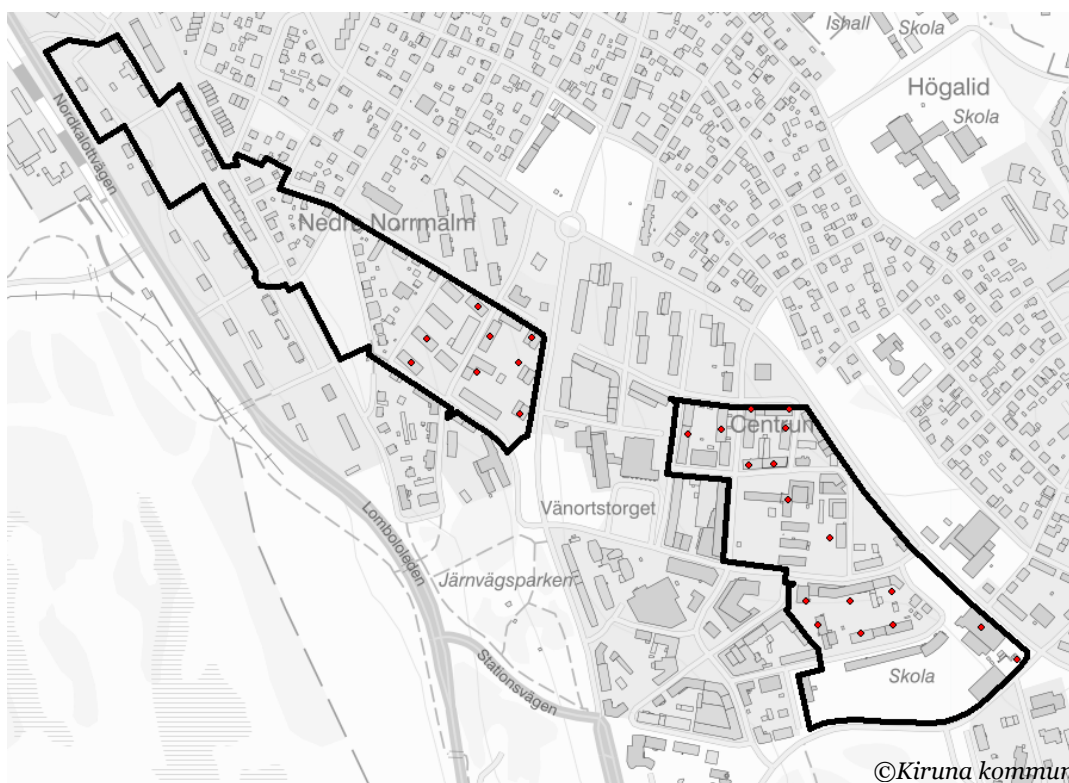 Ishall
Skola
Högalid
Skola
Nordkalottvägen
Nedre Norrmalm
Centrum
Vänortstorget
Lombololeden
Järnvägsparken
Stationsvägen
Skola
©Kiruna kommun